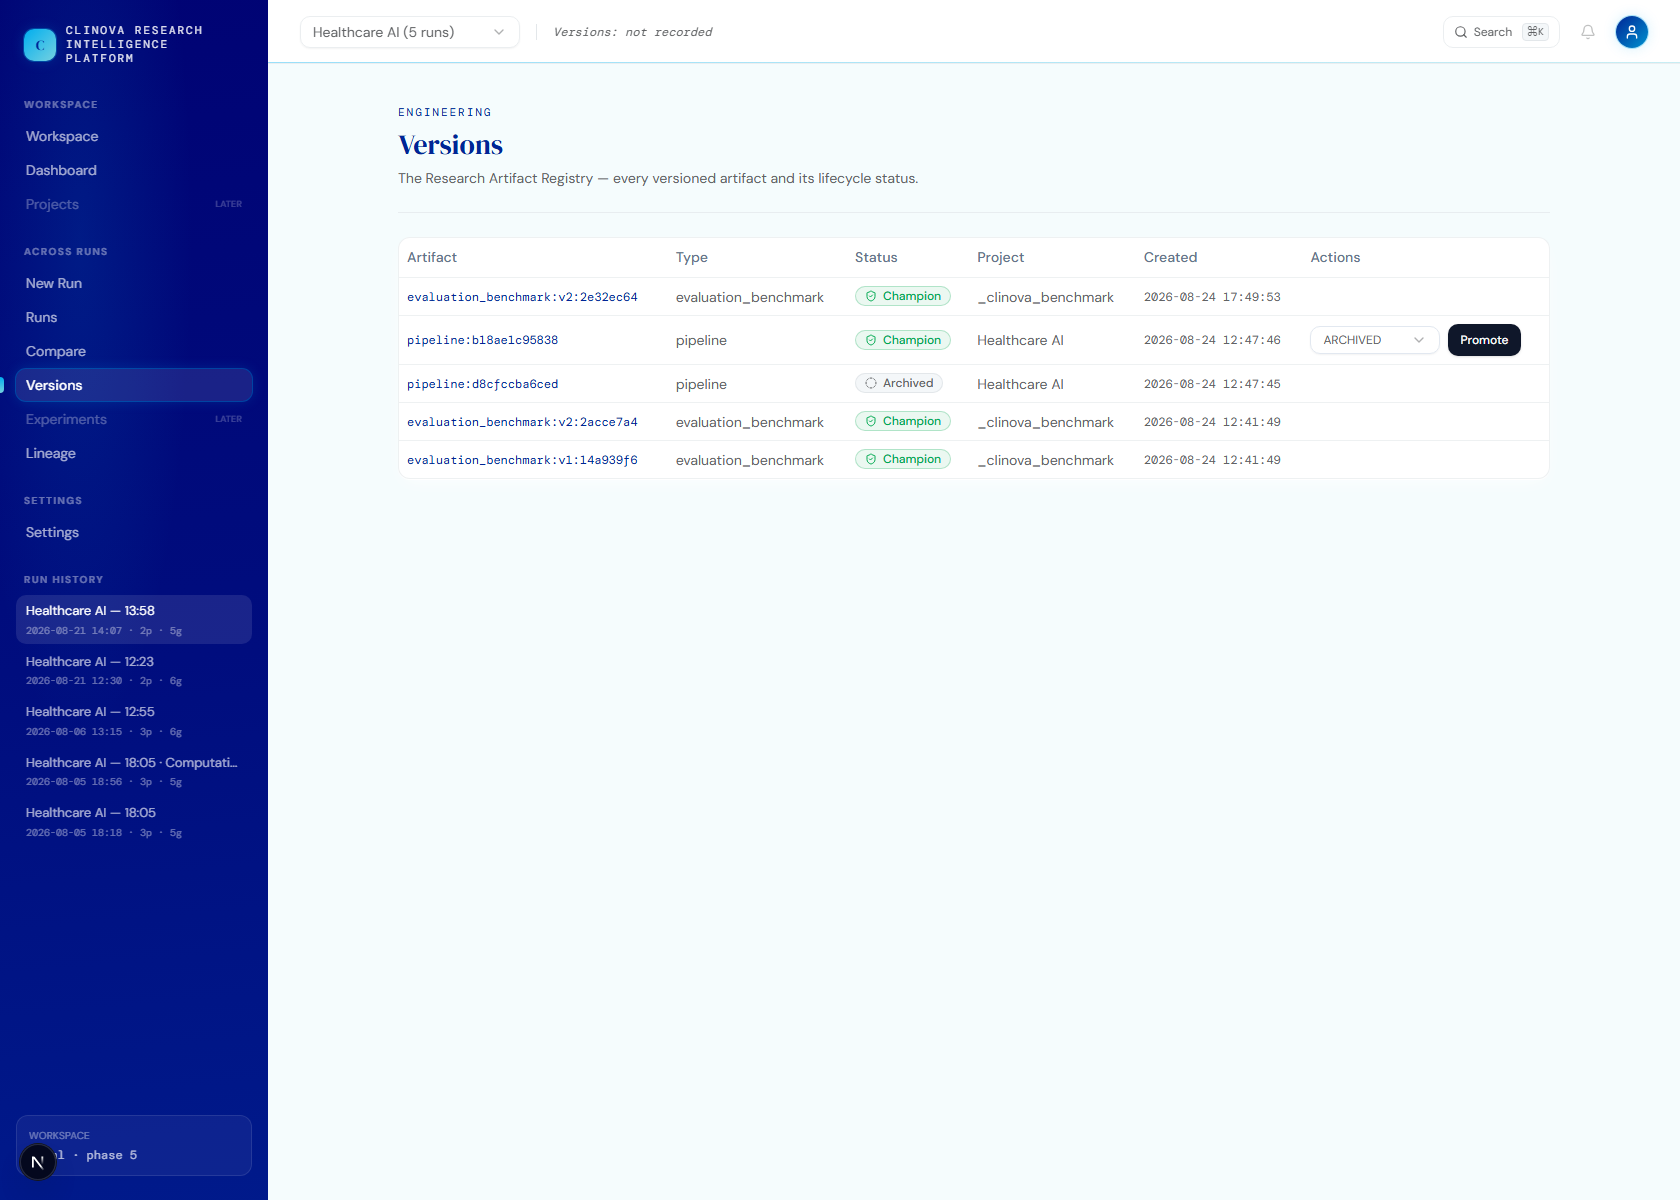 C
CLINOVA RESEARCH
INTELLIGENCE
PLATFORM
WORKSPACE
Workspace
Dashboard
Projects LATER
ACROSS RUNS
New Run
Runs
Compare
Versions
Experiments LATER
Lineage
SETTINGS
Settings
RUN HISTORY
Healthcare AI — 13:58
2026-08-21 14:07 · 2p · 5g
Healthcare AI — 12:23
2026-08-21 12:30 · 2p · 6g
Healthcare AI — 12:55
2026-08-06 13:15 · 3p · 6g
Healthcare AI — 18:05 · Computati…
2026-08-05 18:56 · 3p · 5g
Healthcare AI — 18:05
2026-08-05 18:18 · 3p · 5g
WORKSPACE
l · phase 5
N
Healthcare AI (5 runs)
Versions: not recorded
Search ⌘K
ENGINEERING
Versions
The Research Artifact Registry — every versioned artifact and its lifecycle status.
Artifact Type Status Project Created Actions
evaluation_benchmark:v2:2e32ec64 evaluation_benchmark Champion _clinova_benchmark 2026-08-24 17:49:53
pipeline:b18ae1c95838 pipeline Champion Healthcare AI 2026-08-24 12:47:46 ARCHIVED Promote
pipeline:d8cfccba6ced pipeline Archived Healthcare AI 2026-08-24 12:47:45
evaluation_benchmark:v2:2acce7a4 evaluation_benchmark Champion _clinova_benchmark 2026-08-24 12:41:49
evaluation_benchmark:v1:14a939f6 evaluation_benchmark Champion _clinova_benchmark 2026-08-24 12:41:49